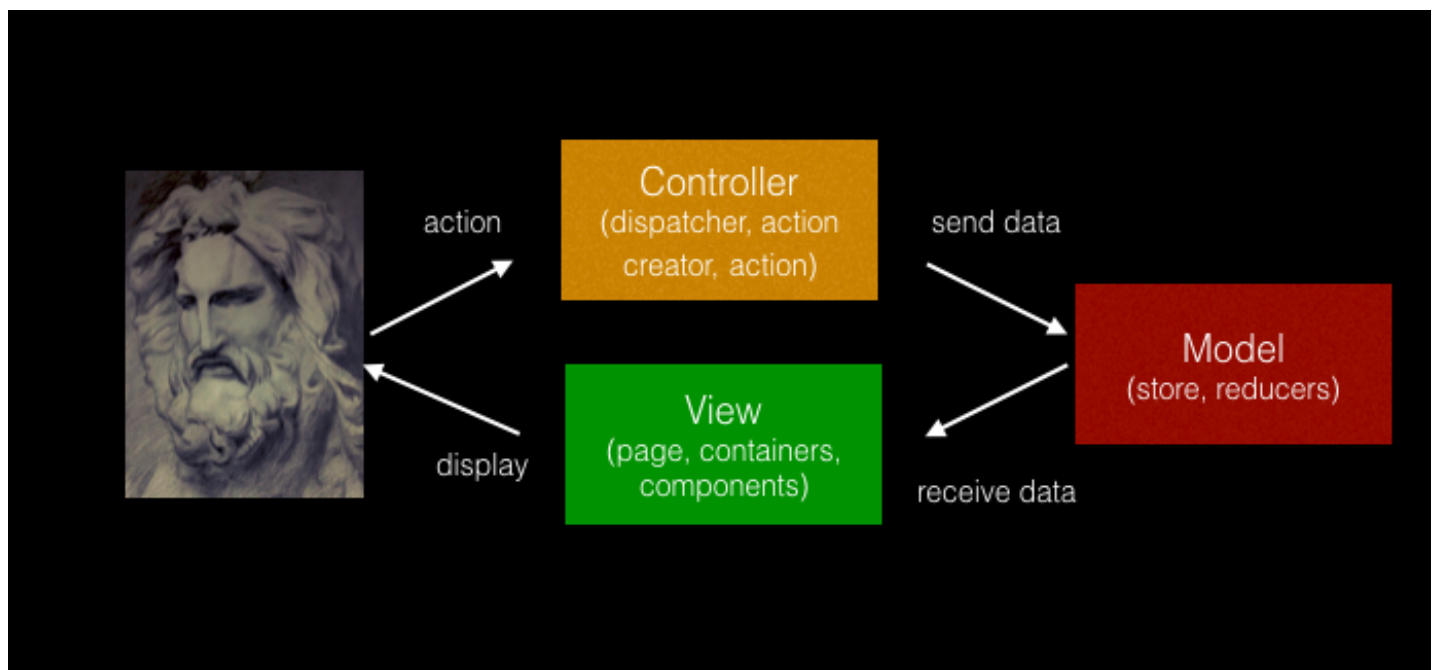 action
Controller
(dispatcher, action
creator, action)
send data
Model
(store, reducers)
View
(page, containers,
components)
display
receive data